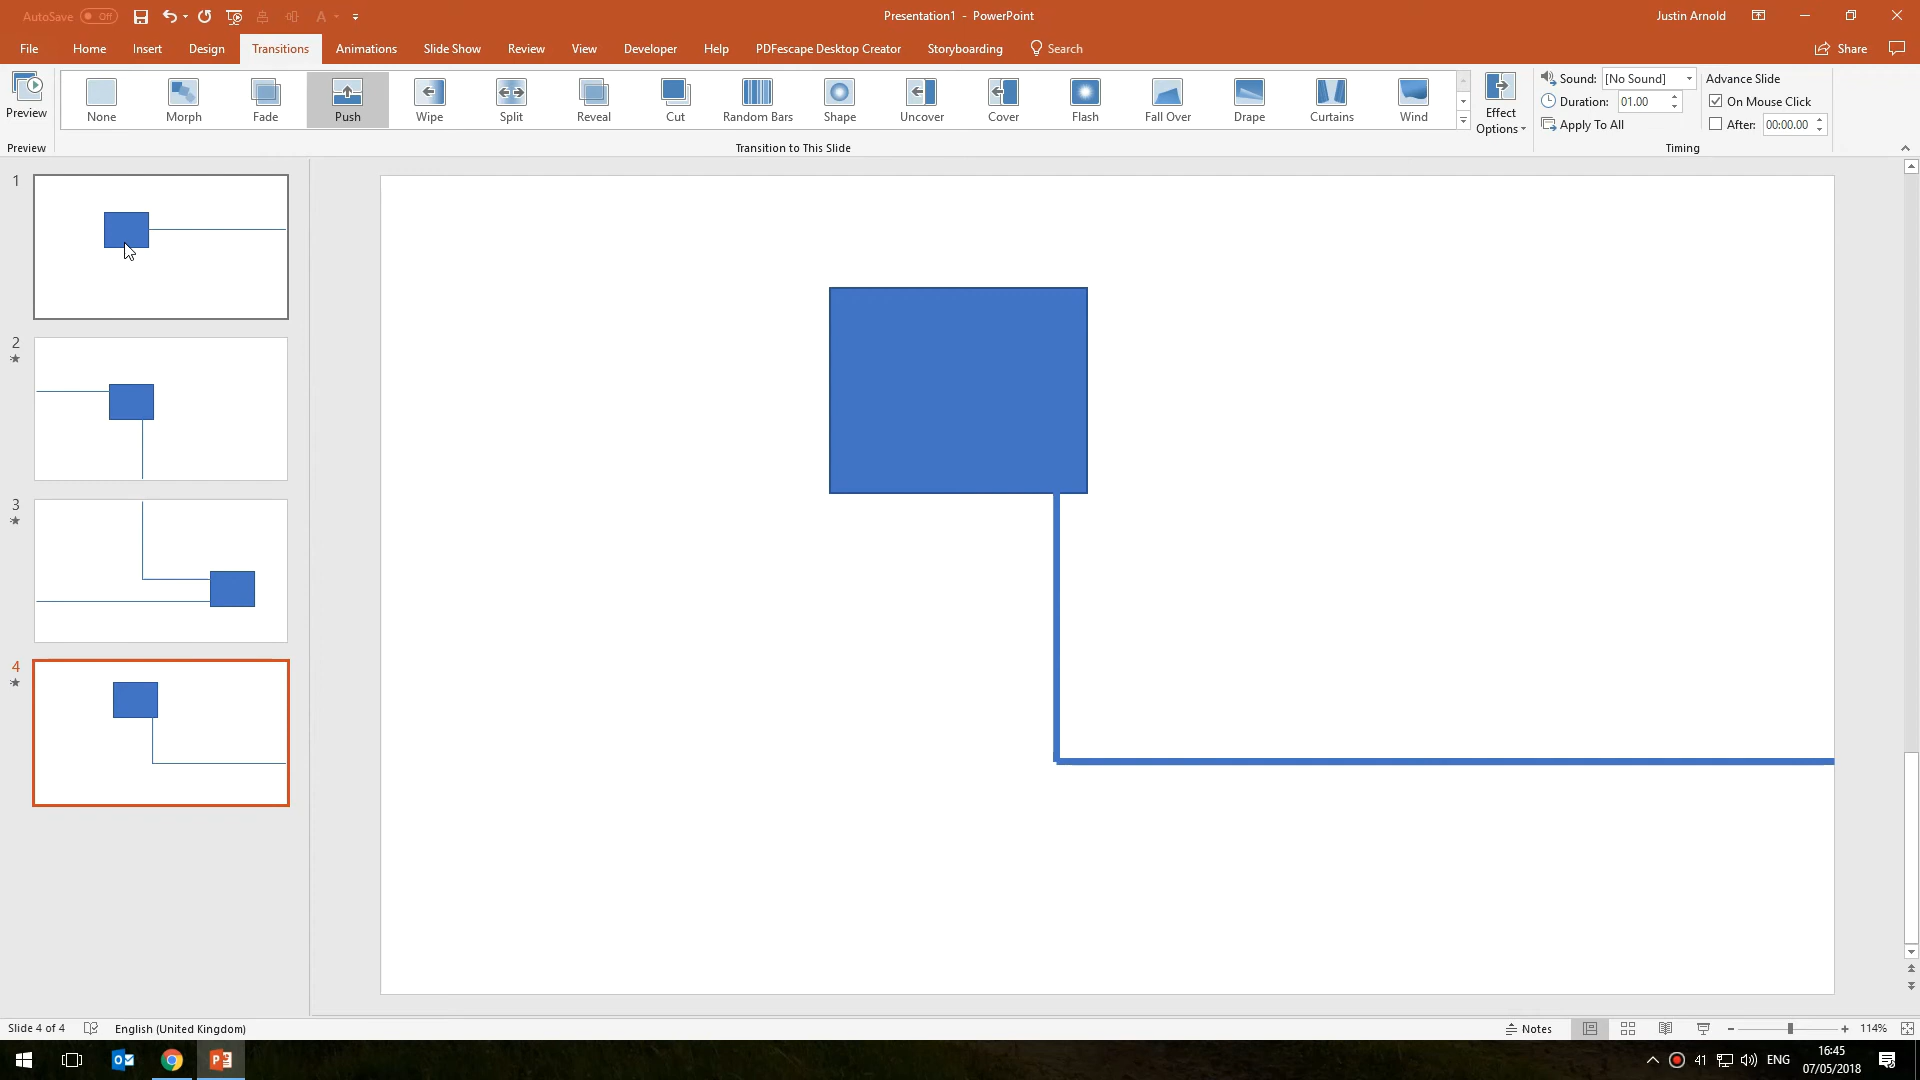 AutoSave Off
Presentation1 - PowerPoint
Justin Arnold
File Home Insert Design Transitions Animations Slide Show Review View Developer Help PDFescape Desktop Creator Storyboarding Search
Share
Preview
None Morph Fade Push Wipe Split Reveal Cut Random Bars Shape Uncover Cover Flash Fall Over Drape Curtains Wind
Effect
Options
Sound: [No Sound]
Duration: 01.00
Apply To All
Advance Slide
On Mouse Click
After: 00:00.00
Preview
Transition to This Slide
Timing
1
2
3
4
Slide 4 of 4
English (United Kingdom)
Notes
114%
41
ENG
16:45
07/05/2018